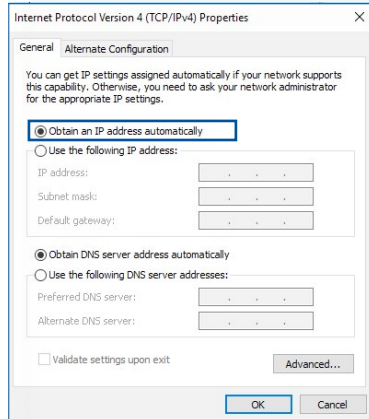 Internet Protocol Version 4 (TCP/IPv4) Properties
General
Alternate Configuration
You can get IP settings assigned automatically if your network supports
this capability. Otherwise, you need to ask your network administrator
for the appropriate IP settings.
Obtain an IP address automatically
Use the following IP address:
IP address:
Subnet mask:
Default gateway:
Obtain DNS server address automatically
Use the following DNS server addresses:
Preferred DNS server:
Alternate DNS server:
Validate settings upon exit
Advanced...
OK
Cancel